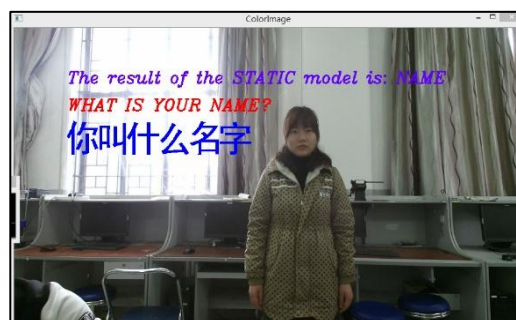 ColorImage
The result of the STATIC model is: NAME
WHAT IS YOUR NAME?
你叫什么名字